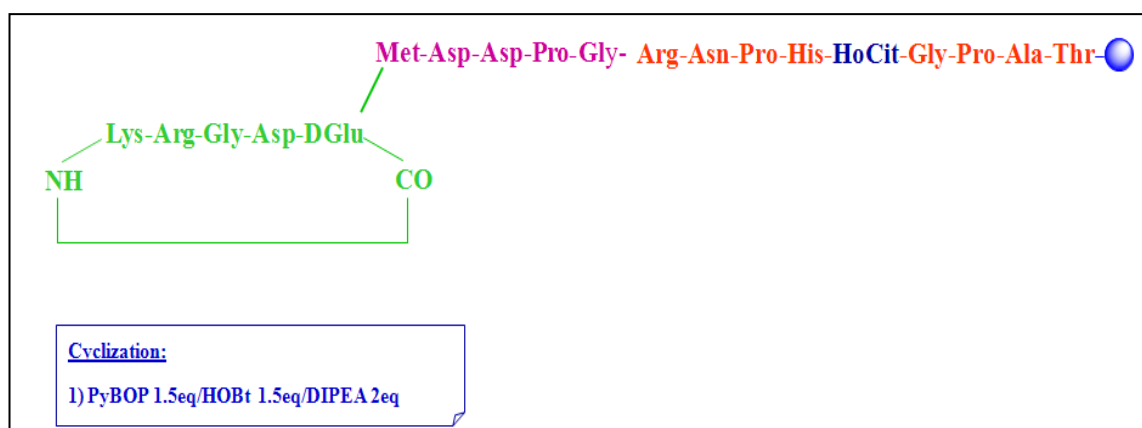 Met-Asp-Asp-Pro-Gly- Arg-Asn-Pro-His-HoCit-Gly-Pro-Ala-Thr-
Lys-Arg-Gly-Asp-DGlu
NH CO
Cyclization:
1) PyBOP 1.5eq/HOBt 1.5eq/DIPEA 2eq